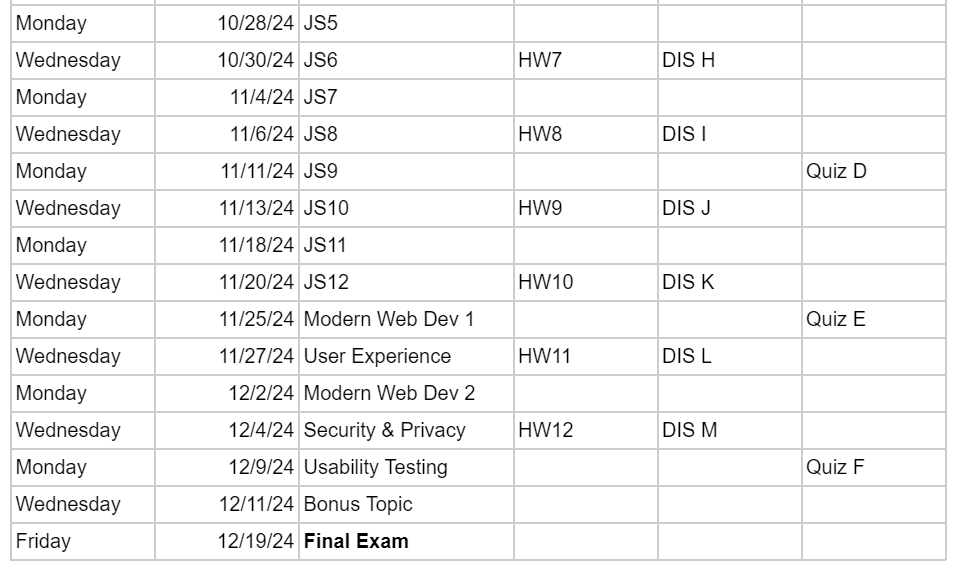 Monday 10/28/24 JS5
Wednesday 10/30/24 JS6 HW7 DIS H
Monday 11/4/24 JS7
Wednesday 11/6/24 JS8 HW8 DIS I
Monday 11/11/24 JS9 Quiz D
Wednesday 11/13/24 JS10 HW9 DIS J
Monday 11/18/24 JS11
Wednesday 11/20/24 JS12 HW10 DIS K
Monday 11/25/24 Modern Web Dev 1 Quiz E
Wednesday 11/27/24 User Experience HW11 DIS L
Monday 12/2/24 Modern Web Dev 2
Wednesday 12/4/24 Security & Privacy HW12 DIS M
Monday 12/9/24 Usability Testing Quiz F
Wednesday 12/11/24 Bonus Topic
Friday 12/19/24 Final Exam